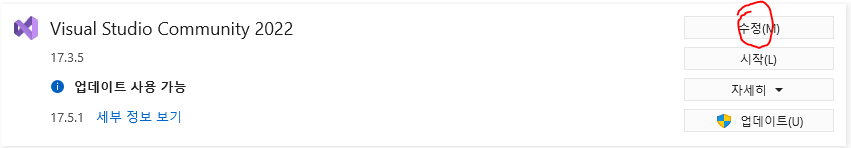 Visual Studio Community 2022
수정(M)
17.3.5
시작(L)
업데이트 사용 가능
자세히
17.5.1 세부 정보 보기
업데이트(U)